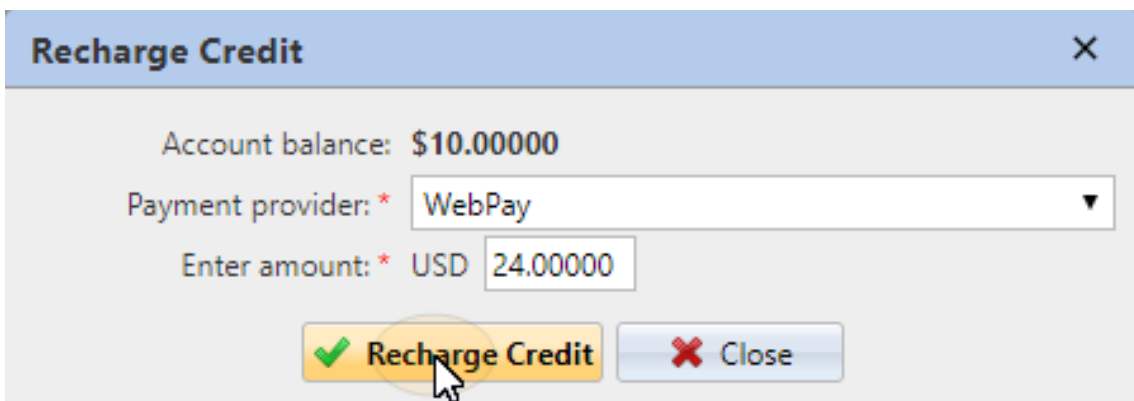 Recharge Credit
Account balance: $10.00000
Payment provider: * WebPay
Enter amount: * USD 24.00000
Recharge Credit Close